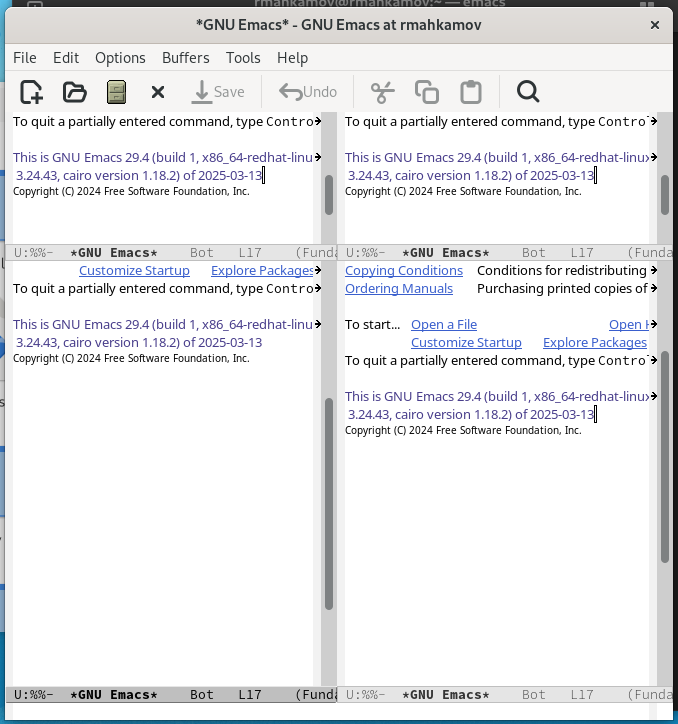 rmahkamov@rmahkamov:~ — emacs
*GNU Emacs* - GNU Emacs at rmahkamov
File Edit Options Buffers Tools Help
Save Undo
To quit a partially entered command, type Contro
This is GNU Emacs 29.4 (build 1, x86_64-redhat-linu
3.24.43, cairo version 1.18.2) of 2025-03-13
Copyright (C) 2024 Free Software Foundation, Inc.
U:%%- *GNU Emacs* Bot L17 (Funda
To quit a partially entered command, type Contro
This is GNU Emacs 29.4 (build 1, x86_64-redhat-linux
3.24.43, cairo version 1.18.2) of 2025-03-13
Copyright (C) 2024 Free Software Foundation, Inc.
U:%%- *GNU Emacs* Bot L17 (Funda
Customize Startup Explore Packages
To quit a partially entered command, type Contro
This is GNU Emacs 29.4 (build 1, x86_64-redhat-linu
3.24.43, cairo version 1.18.2) of 2025-03-13
Copyright (C) 2024 Free Software Foundation, Inc.
U:%%- *GNU Emacs* Bot L17 (Funda
Copying Conditions Conditions for redistributing
Ordering Manuals Purchasing printed copies of
To start... Open a File Open
Customize Startup Explore Packages
To quit a partially entered command, type Contro
This is GNU Emacs 29.4 (build 1, x86_64-redhat-linux
3.24.43, cairo version 1.18.2) of 2025-03-13
Copyright (C) 2024 Free Software Foundation, Inc.
U:%%- *GNU Emacs* Bot L17 (Funda